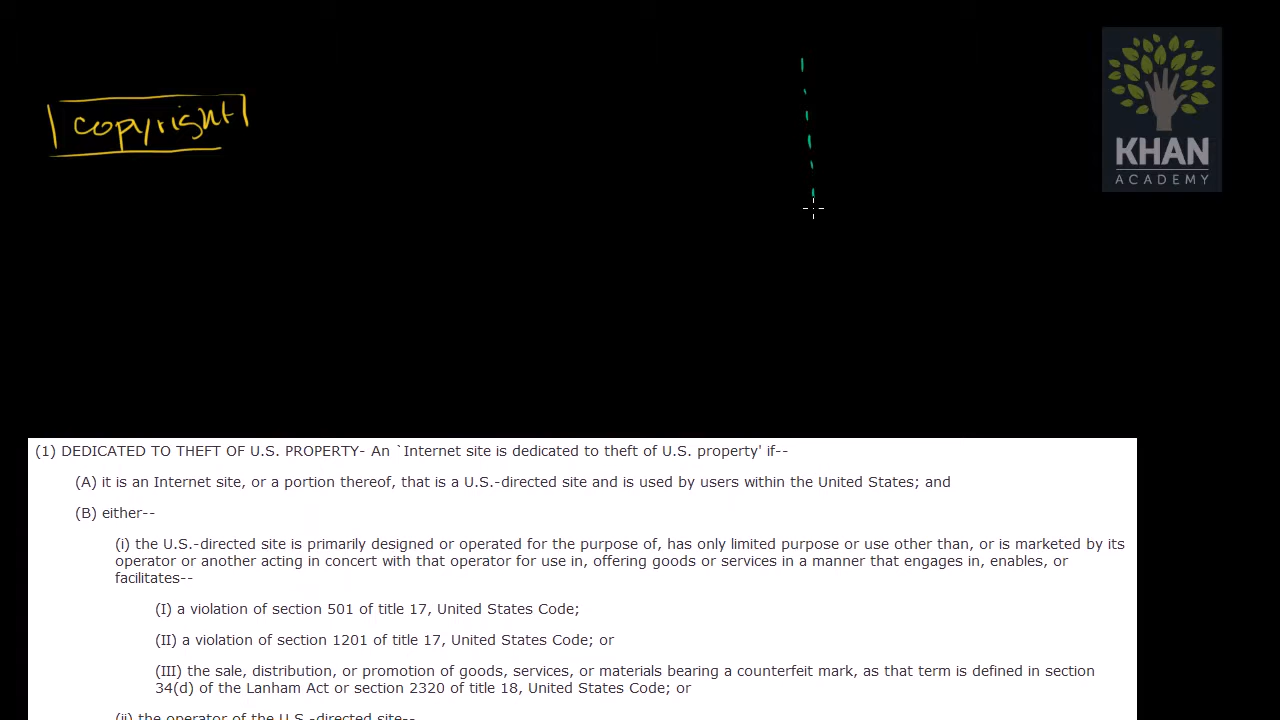 copyright
KHAN
ACADEMY
(1) DEDICATED TO THEFT OF U.S. PROPERTY- An `Internet site is dedicated to theft of U.S. property' if--
(A) it is an Internet site, or a portion thereof, that is a U.S.-directed site and is used by users within the United States; and
(B) either--
(i) the U.S.-directed site is primarily designed or operated for the purpose of, has only limited purpose or use other than, or is marketed by its
operator or another acting in concert with that operator for use in, offering goods or services in a manner that engages in, enables, or
facilitates--
(I) a violation of section 501 of title 17, United States Code;
(II) a violation of section 1201 of title 17, United States Code; or
(III) the sale, distribution, or promotion of goods, services, or materials bearing a counterfeit mark, as that term is defined in section
34(d) of the Lanham Act or section 2320 of title 18, United States Code; or
(ii) the operator of the U.S.-directed site--